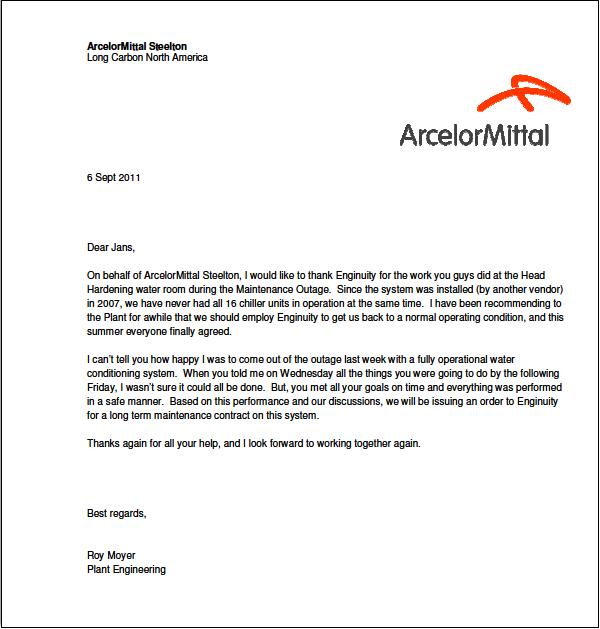 ArcelorMittal Steelton
Long Carbon North America
ArcelorMittal
6 Sept 2011
Dear Jans,
On behalf of ArcelorMittal Steelton, I would like to thank Enginuity for the work you guys did at the Head
Hardening water room during the Maintenance Outage.  Since the system was installed (by another vendor)
in 2007, we have never had all 16 chiller units in operation at the same time.  I have been recommending to
the Plant for awhile that we should employ Enginuity to get us back to a normal operating condition, and this
summer everyone finally agreed.
I can't tell you how happy I was to come out of the outage last week with a fully operational water
conditioning system.  When you told me on Wednesday all the things you were going to do by the following
Friday, I wasn't sure it could all be done.  But, you met all your goals on time and everything was performed
in a safe manner.  Based on this performance and our discussions, we will be issuing an order to Enginuity
for a long term maintenance contract on this system.
Thanks again for all your help, and I look forward to working together again.
Best regards,
Roy Moyer
Plant Engineering